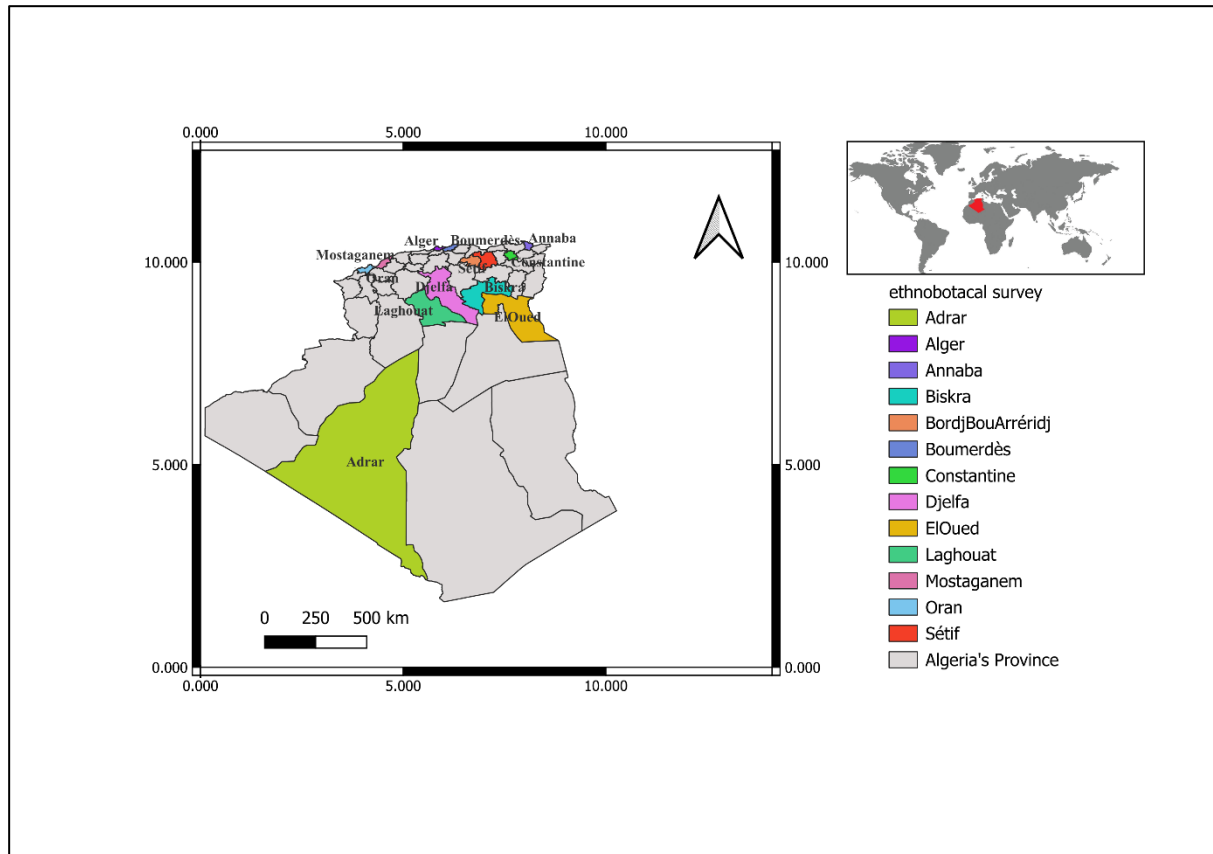 0.000
5.000
10.000
Alger
Boumerdès
Annaba
Mostaganem
10.000
10.000
Constantine
Sétif
Oran
Djelfa
Biskra
Laghouat
ElOued
Adrar
5.000
5.000
0 250 500 km
0.000
0.000
0.000
5.000
10.000
ethnobotacal survey
Adrar
Alger
Annaba
Biskra
BordjBouArréridj
Boumerdès
Constantine
Djelfa
ElOued
Laghouat
Mostaganem
Oran
Sétif
Algeria's Province